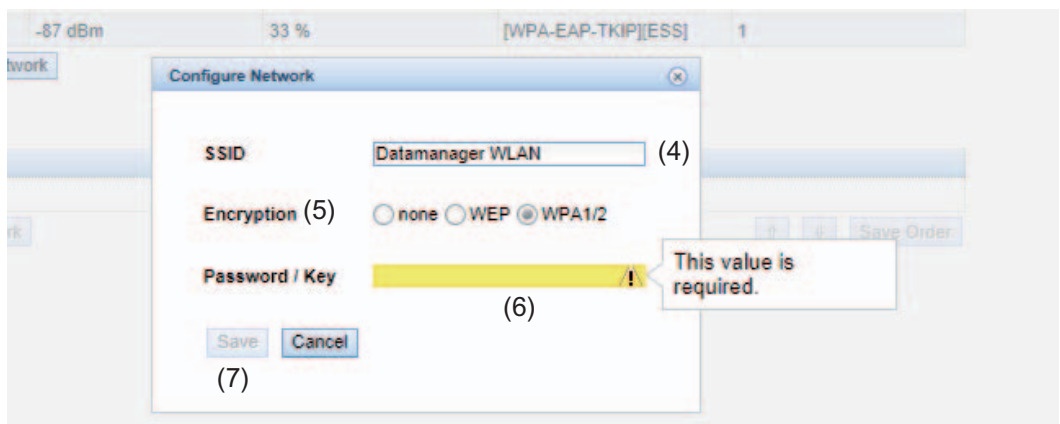 -87 dBm 33 % [WPA-EAP-TKIP][ESS] 1
twork
Configure Network
SSID Datamanager WLAN (4)
Encryption (5) none WEP WPA1/2
rk Save Order
Password / Key This value is
required.
(6)
Save Cancel
(7)